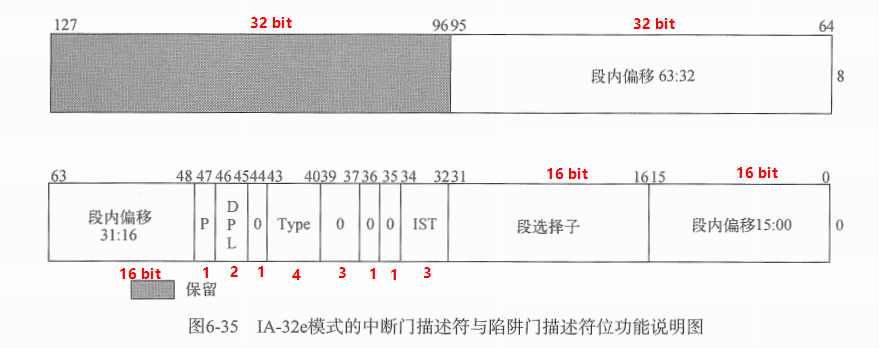 32 bit 32 bit
127 96 95 64
段内偏移 63:32 8
63 48 47 46 45 44 43 40 39 37 36 35 34 32 31 16 bit 16 15 16 bit 0
段内偏移 31:16 P DPL 0 Type 0 0 0 IST 段选择子 段内偏移15:00 0
16 bit 1 2 1 4 3 1 1 3
保留
图6-35 IA-32e模式的中断门描述符与陷阱门描述符位功能说明图